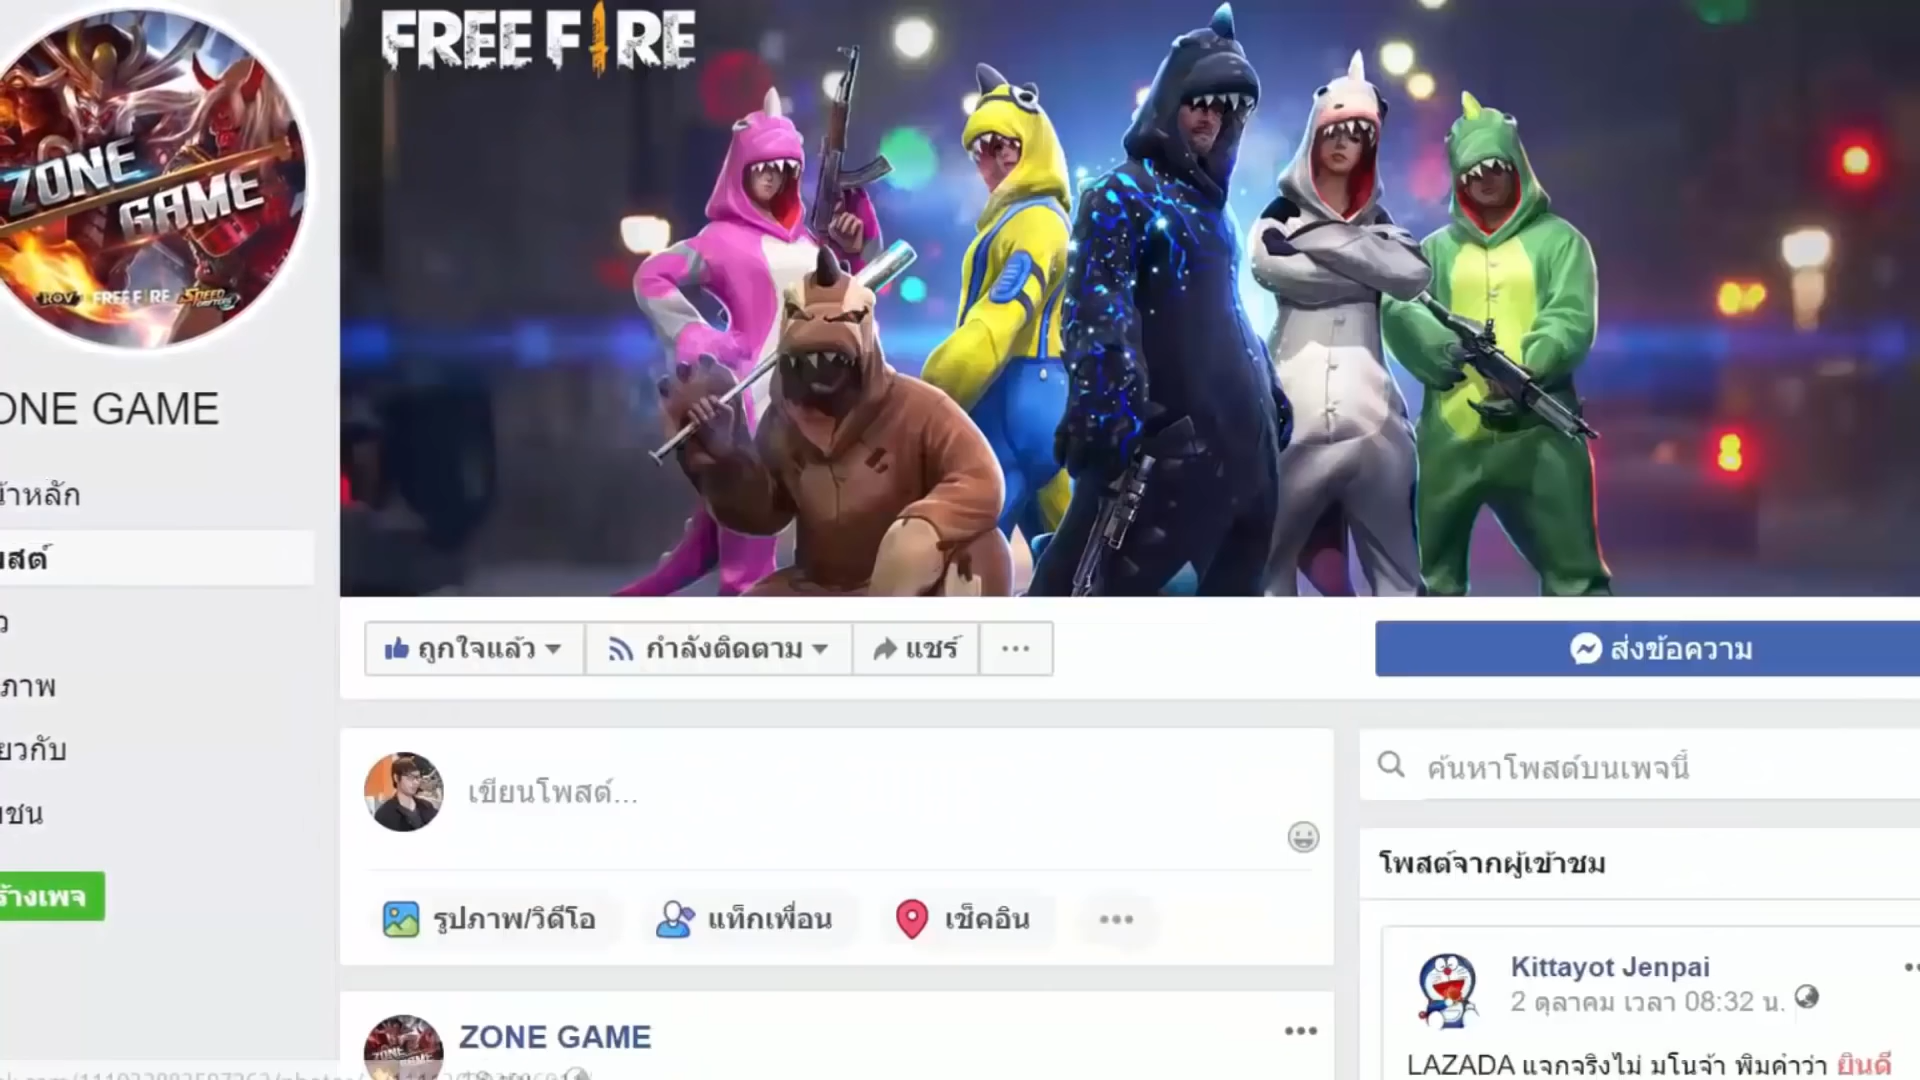 FREE FIRE
ZONE
GAME
ROV FREE FIRE SPEED
ONE GAME
้าหลัก
พสต์
ว
ภาพ
ี่ยวกับ
มชน
ร้างเพจ
ถูกใจแล้ว
กำลังติดตาม
แชร์
...
ส่งข้อความ
เขียนโพสต์...
รูปภาพ/วิดีโอ
แท็กเพื่อน
เช็คอิน
ค้นหาโพสต์บนเพจนี้
โพสต์จากผู้เข้าชม
Kittayot Jenpai
2 ตุลาคม เวลา 08:32 น.
LAZADA แจกจริงไม่ มโนจ้า พิมคำว่า ยินดี
ZONE GAME